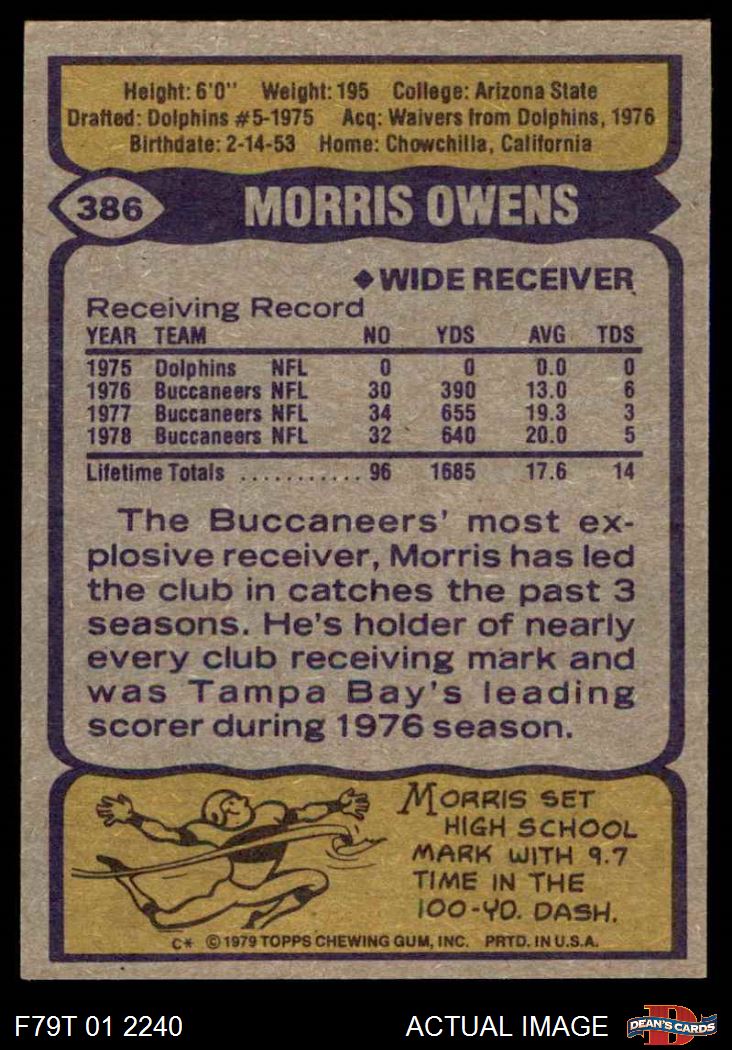 Height: 6'0" Weight: 195 College: Arizona State
Drafted: Dolphins #5-1975 Acq: Waivers from Dolphins, 1976
Birthdate: 2-14-53 Home: Chowchilla, California
386 MORRIS OWENS
◆WIDE RECEIVER
Receiving Record
YEAR TEAM NO YDS AVG TDS
1975 Dolphins NFL 0 0 0.0 0
1976 Buccaneers NFL 30 390 13.0 6
1977 Buccaneers NFL 34 655 19.3 3
1978 Buccaneers NFL 32 640 20.0 5
Lifetime Totals ........... 96 1685 17.6 14
The Buccaneers' most ex-
plosive receiver, Morris has led
the club in catches the past 3
seasons. He's holder of nearly
every club receiving mark and
was Tampa Bay's leading
scorer during 1976 season.
MORRIS SET
HIGH SCHOOL
MARK WITH 9.7
TIME IN THE
100-YD. DASH.
C* © 1979 TOPPS CHEWING GUM, INC. PRTD. IN U.S.A.
F79T 01 2240 ACTUAL IMAGE D DEAN'S CARDS